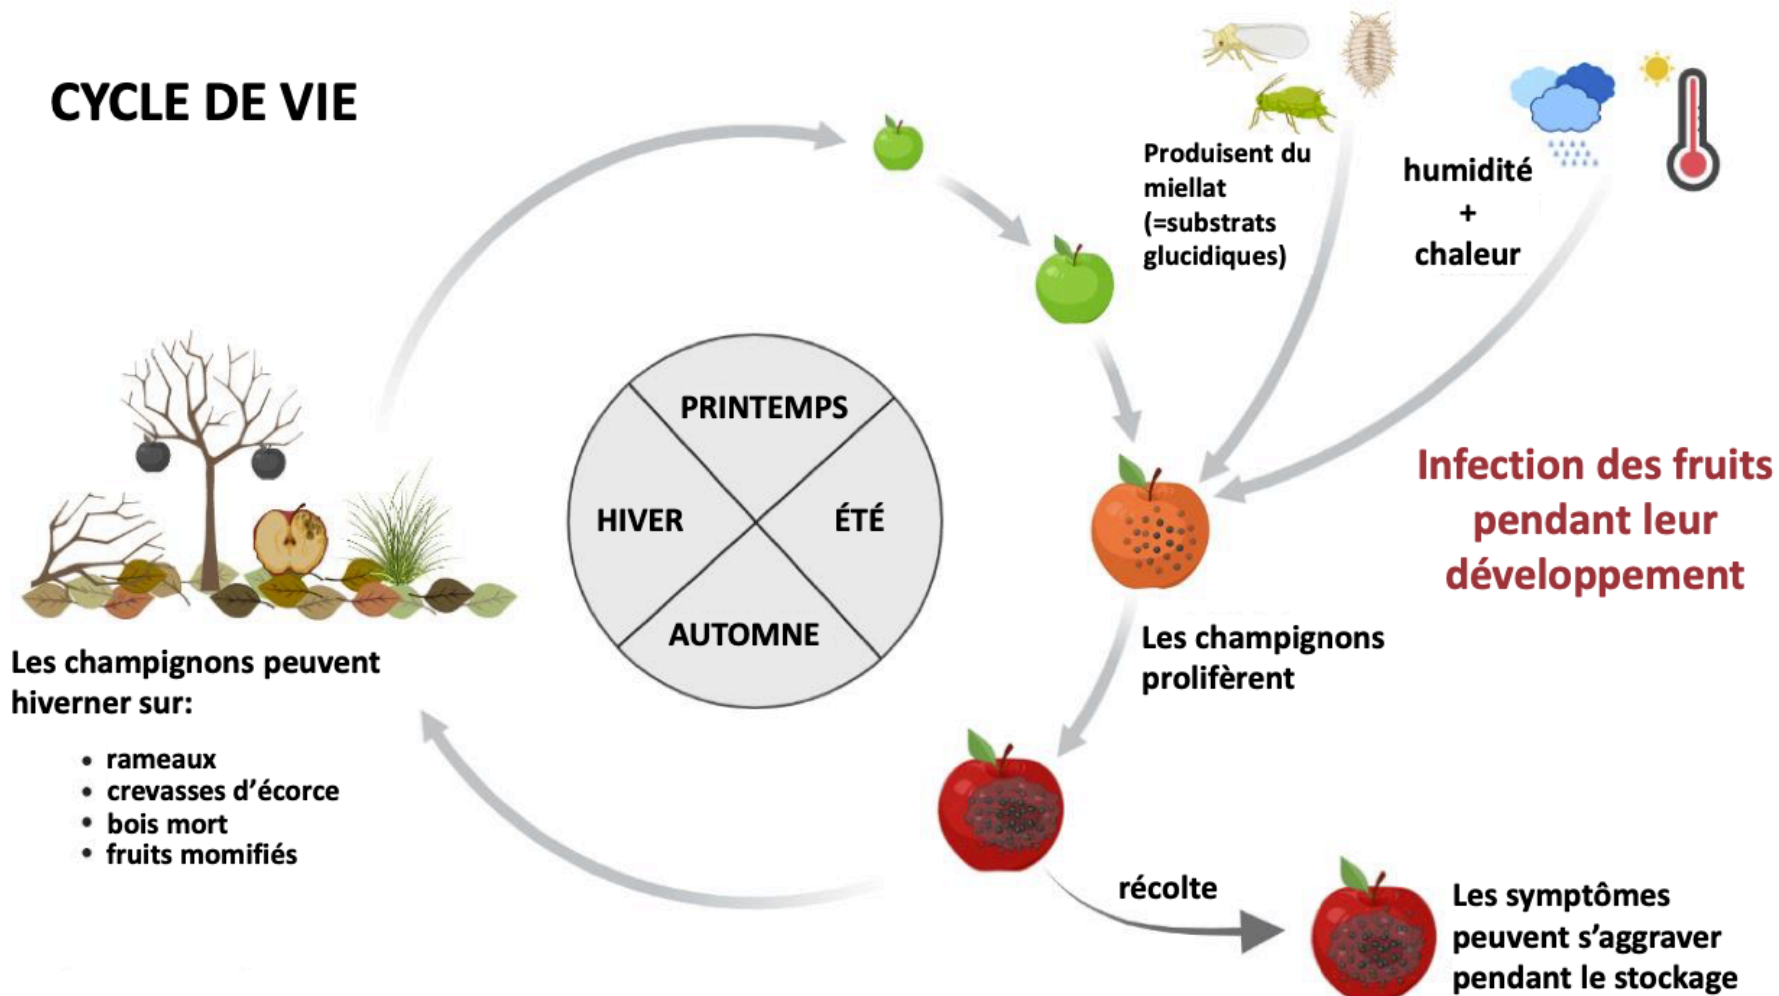 CYCLE DE VIE
Produisent du
miellat
(=substrats
glucidiques)
humidité
+
chaleur
PRINTEMPS
HIVER
ÉTÉ
AUTOMNE
Infection des fruits
pendant leur
développement
Les champignons
prolifèrent
Les champignons peuvent
hiverner sur:
• rameaux
• crevasses d’écorce
• bois mort
• fruits momifiés
récolte
Les symptômes
peuvent s’aggraver
pendant le stockage